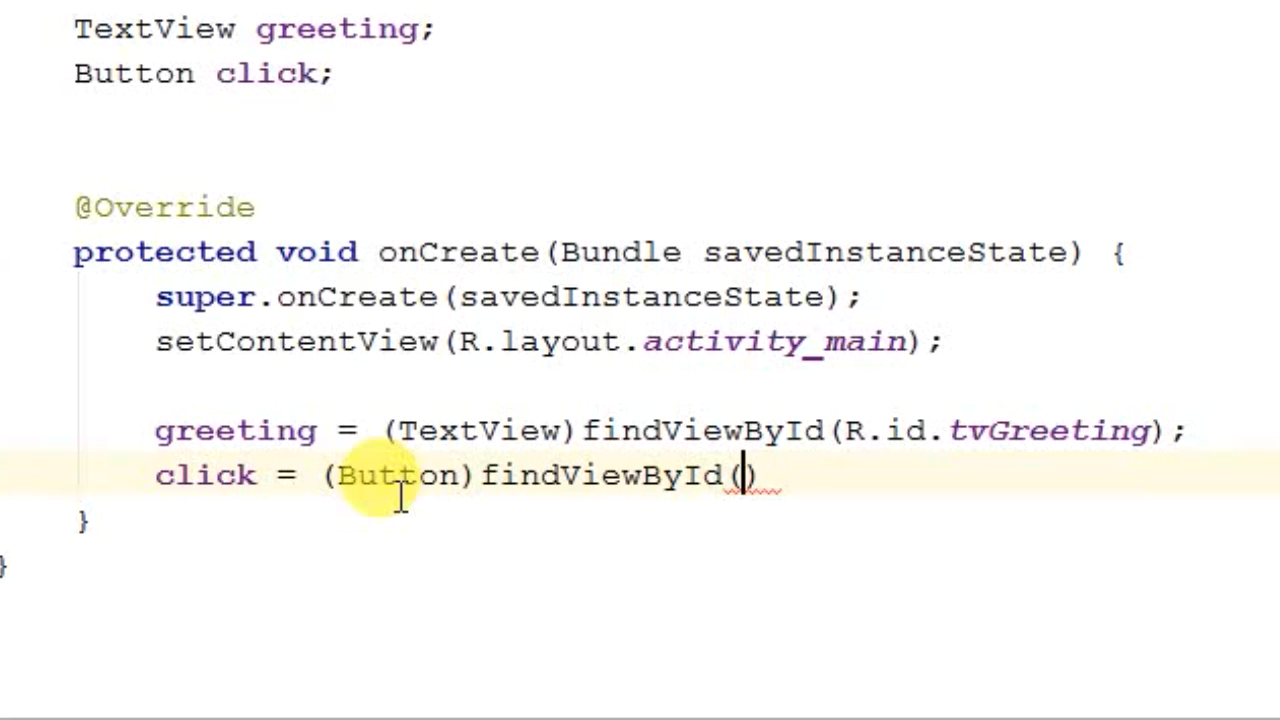 TextView greeting;
Button click;
@Override
protected void onCreate(Bundle savedInstanceState) {
super.onCreate(savedInstanceState);
setContentView(R.layout.activity_main);
greeting = (TextView)findViewById(R.id.tvGreeting);
click = (Button)findViewById()
}
}